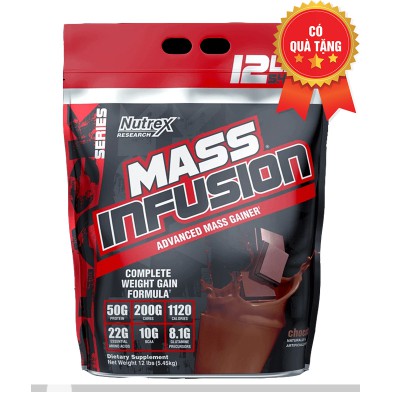 CÓ
QUÀ TẶNG
SERIES
Nutrex
RESEARCH
MASS
INFUSION
ADVANCED MASS GAINER
COMPLETE
WEIGHT GAIN
FORMULA
50G 200G 1120
PROTEIN CARBS CALORIES
22G 10G 8.1G
ESSENTIAL AMINO ACIDS BCAA GLUTAMINE PRECURSORS
Dietary Supplement
Net Weight 12 lbs (5.45kg)